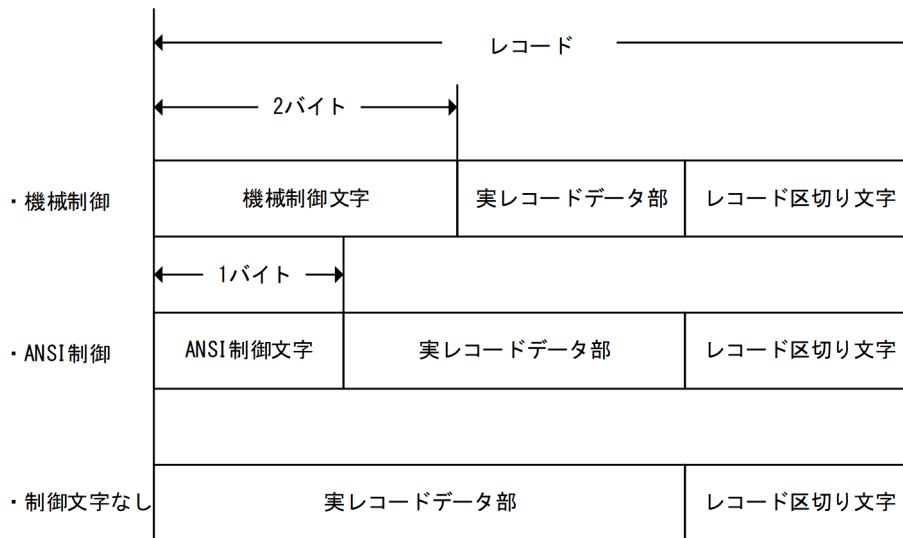 レコード
2バイト
・機械制御 機械制御文字 実レコードデータ部 レコード区切り文字
1バイト
・ANSI制御 ANSI制御文字 実レコードデータ部 レコード区切り文字
・制御文字なし 実レコードデータ部 レコード区切り文字